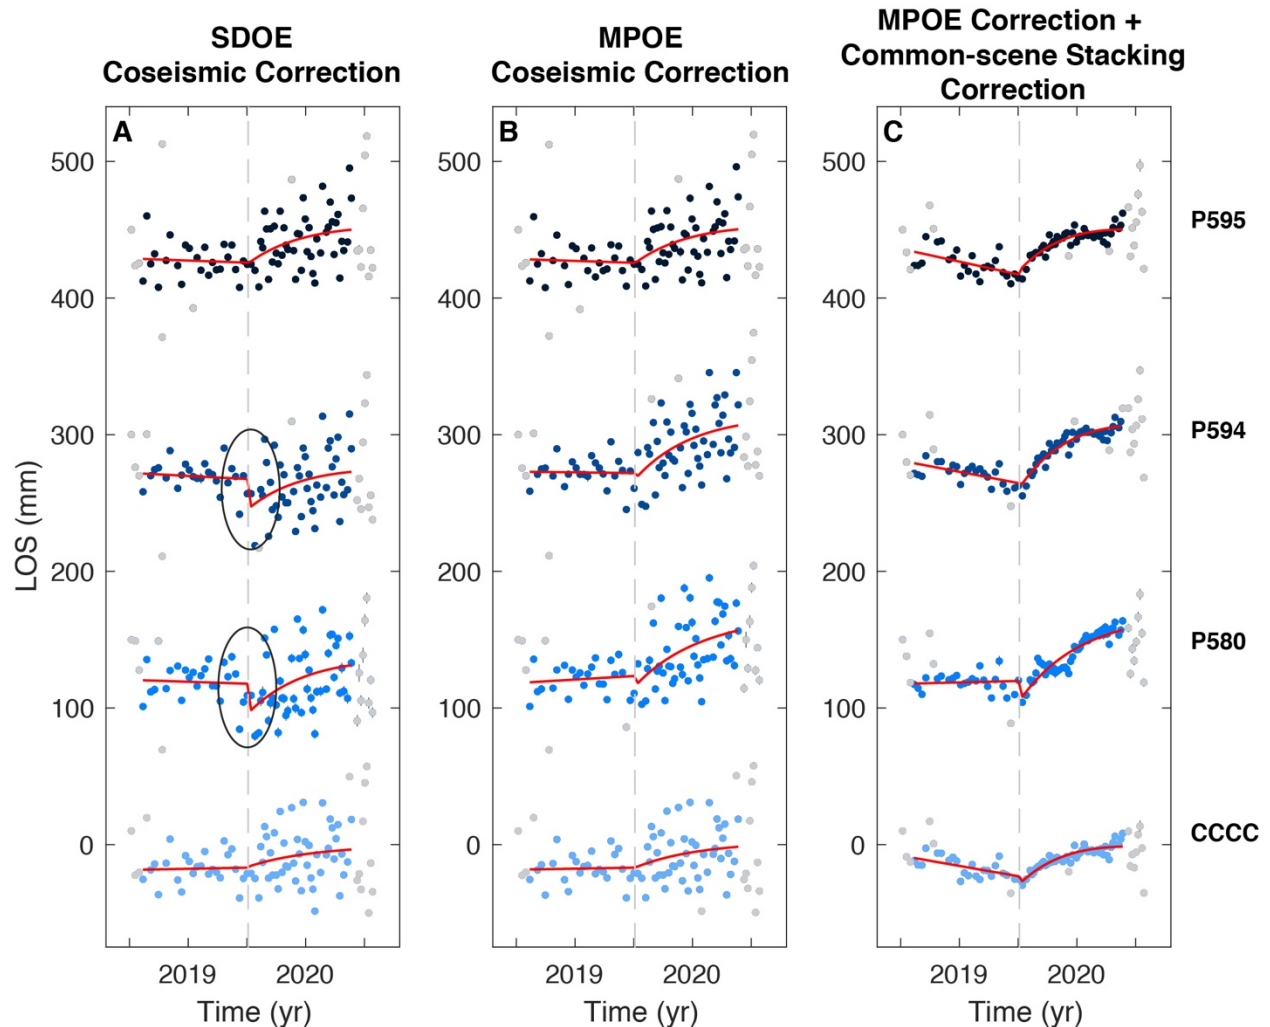 SDOE
Coseismic Correction
MPOE
Coseismic Correction
MPOE Correction +
Common-scene Stacking
Correction
A
B
C
500
400
300
200
100
0
500
400
300
200
100
0
500
400
300
200
100
0
LOS (mm)
P595
P594
P580
CCCC
2019 2020
2019 2020
2019 2020
Time (yr)
Time (yr)
Time (yr)